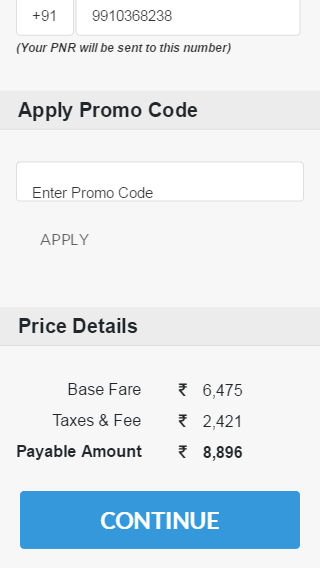 +91 9910368238
(Your PNR will be sent to this number)
Apply Promo Code
Enter Promo Code
APPLY
Price Details
Base Fare ₹ 6,475
Taxes & Fee ₹ 2,421
Payable Amount ₹ 8,896
CONTINUE